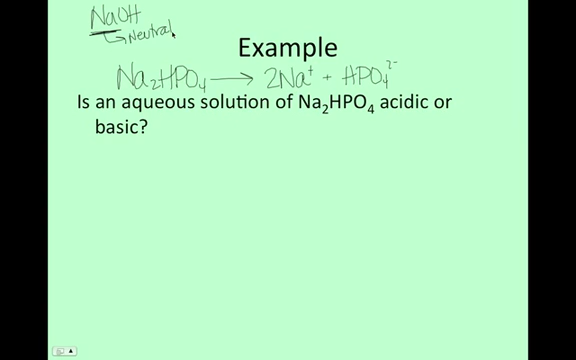 NaOH
Neutral
Example
Na₂HPO₄ → 2Na⁺ + HPO₄²⁻
Is an aqueous solution of Na₂HPO₄ acidic or
basic?